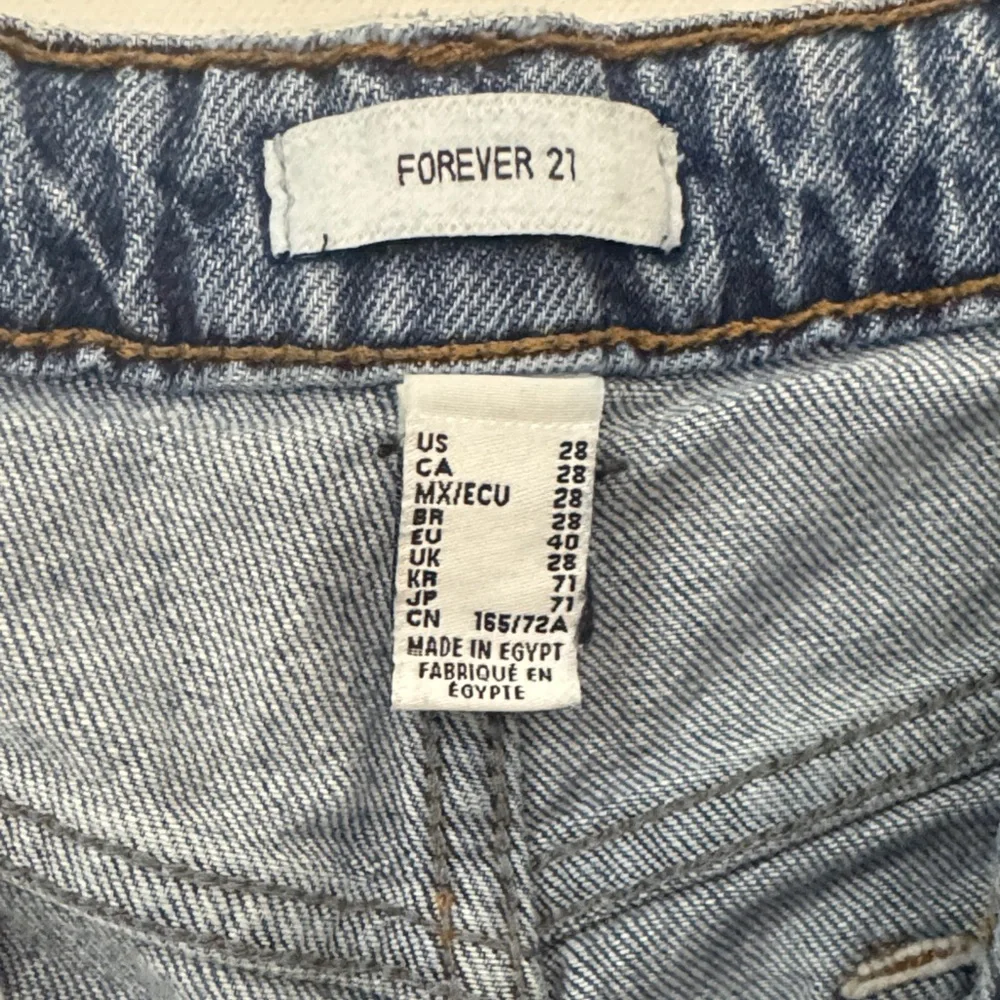 FOREVER 21
US 28
CA 28
MX/ECU 28
BR 28
EU 40
UK 28
KR 71
JP 71
CN 165/72A
MADE IN EGYPT
FABRIQUÉ EN
ÉGYPTE